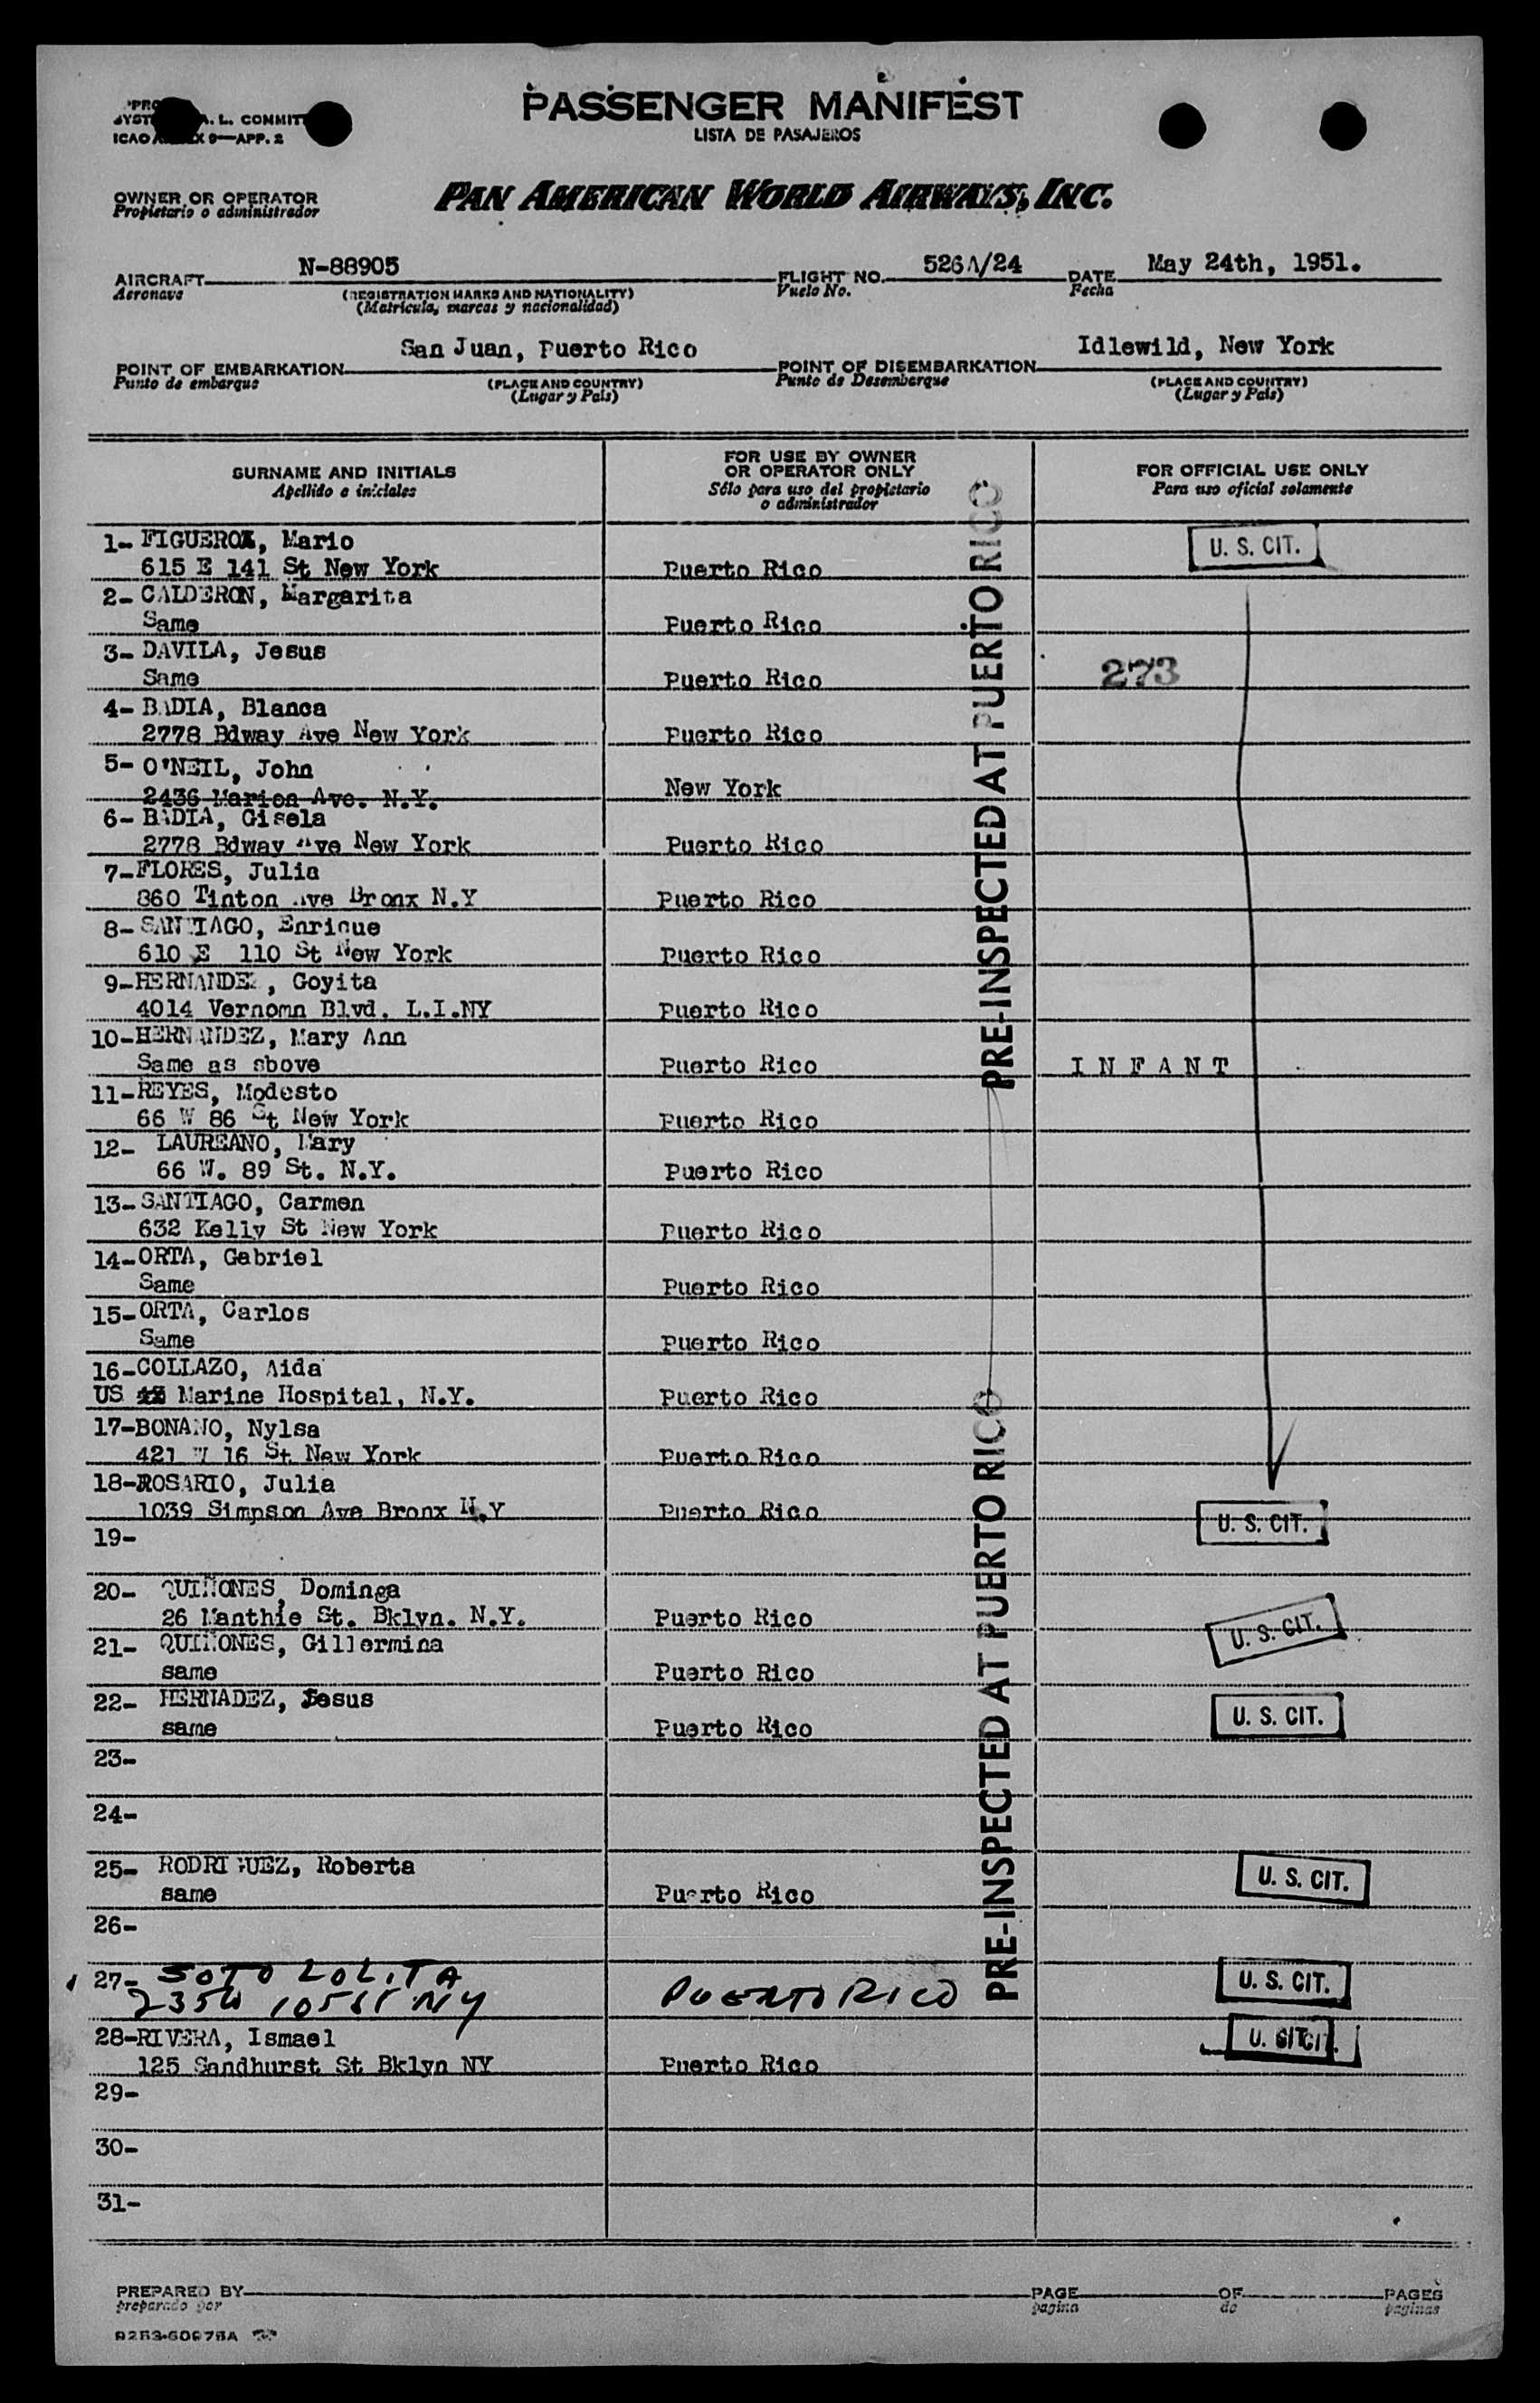 PASSENGER MANIFEST
LISTA DE PASAJEROS
A. L. COMMIT
ICAO X 9—APP. 2
OWNER OR OPERATOR
Propietario o administrador
PAN AMERICAN WORLD AIRWAYS, INC.
AIRCRAFT N-88905 FLIGHT NO. 526A/24 DATE May 24th, 1951.
Aeronave (REGISTRATION MARKS AND NATIONALITY) Vuelo No. Fecha
(Matricula, marcas y nacionalidad)
POINT OF EMBARKATION San Juan, Puerto Rico POINT OF DISEMBARKATION Idlewild, New York
Punto de embarque (PLACE AND COUNTRY) Punto de Desembarque (PLACE AND COUNTRY)
(Lugar y País) (Lugar y País)
SURNAME AND INITIALS
Apellido e iniciales
FOR USE BY OWNER
OR OPERATOR ONLY
Sólo para uso del propietario
o administrador
FOR OFFICIAL USE ONLY
Para uso oficial solamente
1- FIGUEROA, Mario U. S. CIT.
615 E 141 St New York Puerto Rico
2- CALDERON, Margarita
Same Puerto Rico
3- DAVILA, Jesus 273
Same Puerto Rico
4- BADIA, Blanca
2778 Bdway Ave New York Puerto Rico
5- O'NEIL, John New York
2436 Marion Ave. N.Y.
6- BADIA, Gisela
2778 Bdway Ave New York Puerto Rico
7- FLORES, Julia
860 Tinton Ave Bronx N.Y Puerto Rico
8- SANTIAGO, Enrique
610 E 110 St New York Puerto Rico
9- HERNANDEZ, Goyita
4014 Vernomn Blvd. L.I.NY Puerto Rico
10- HERNANDEZ, Mary Ann
Same as above Puerto Rico I N F A N T
11- REYES, Modesto
66 W 86 St New York Puerto Rico
12- LAUREANO, Mary
66 W. 89 St. N.Y. Puerto Rico
13- SANTIAGO, Carmen
632 Kelly St New York Puerto Rico
14- ORTA, Gabriel
Same Puerto Rico
15- ORTA, Carlos
Same Puerto Rico
16- COLLAZO, Aida
US Marine Hospital, N.Y. Puerto Rico
17- BONANO, Nylsa
421 W 16 St New York Puerto Rico
18- ROSARIO, Julia
1039 Simpson Ave Bronx N.Y Puerto Rico U. S. CIT.
19-
20- QUIÑONES, Dominga
26 Manthie St. Bklyn. N.Y. Puerto Rico U. S. CIT.
21- QUIÑONES, Gillermina
same Puerto Rico
22- HERNADEZ, Jesus U. S. CIT.
same Puerto Rico
23-
24-
25- RODRIGUEZ, Roberta U. S. CIT.
same Puerto Rico
26-
27- SOTO LOLITA PUERTO RICO U. S. CIT.
235W 105 St NY
28- RIVERA, Ismael U. S. CIT.
125 Sandhurst St Bklyn NY Puerto Rico
29-
30-
31-
PRE-INSPECTED AT PUERTO RICO
PRE-INSPECTED AT PUERTO RICO
PREPARED BY PAGE OF PAGES
preparado por pagina de paginas